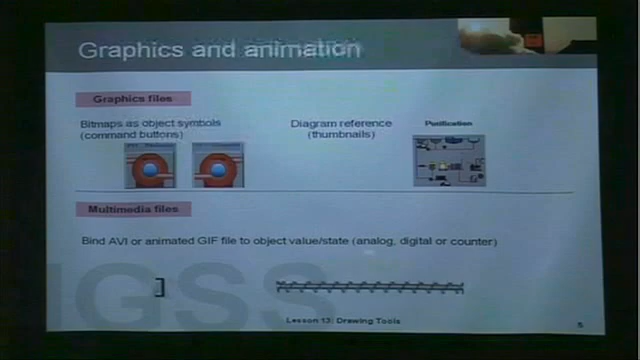 Graphics and animation
Graphics files
Bitmaps as object symbols
(command buttons)
Diagram reference
(thumbnails)
Purification
Multimedia files
Bind AVI or animated GIF file to object value/state (analog, digital or counter)
IGSS
Lesson 13: Drawing Tools
5